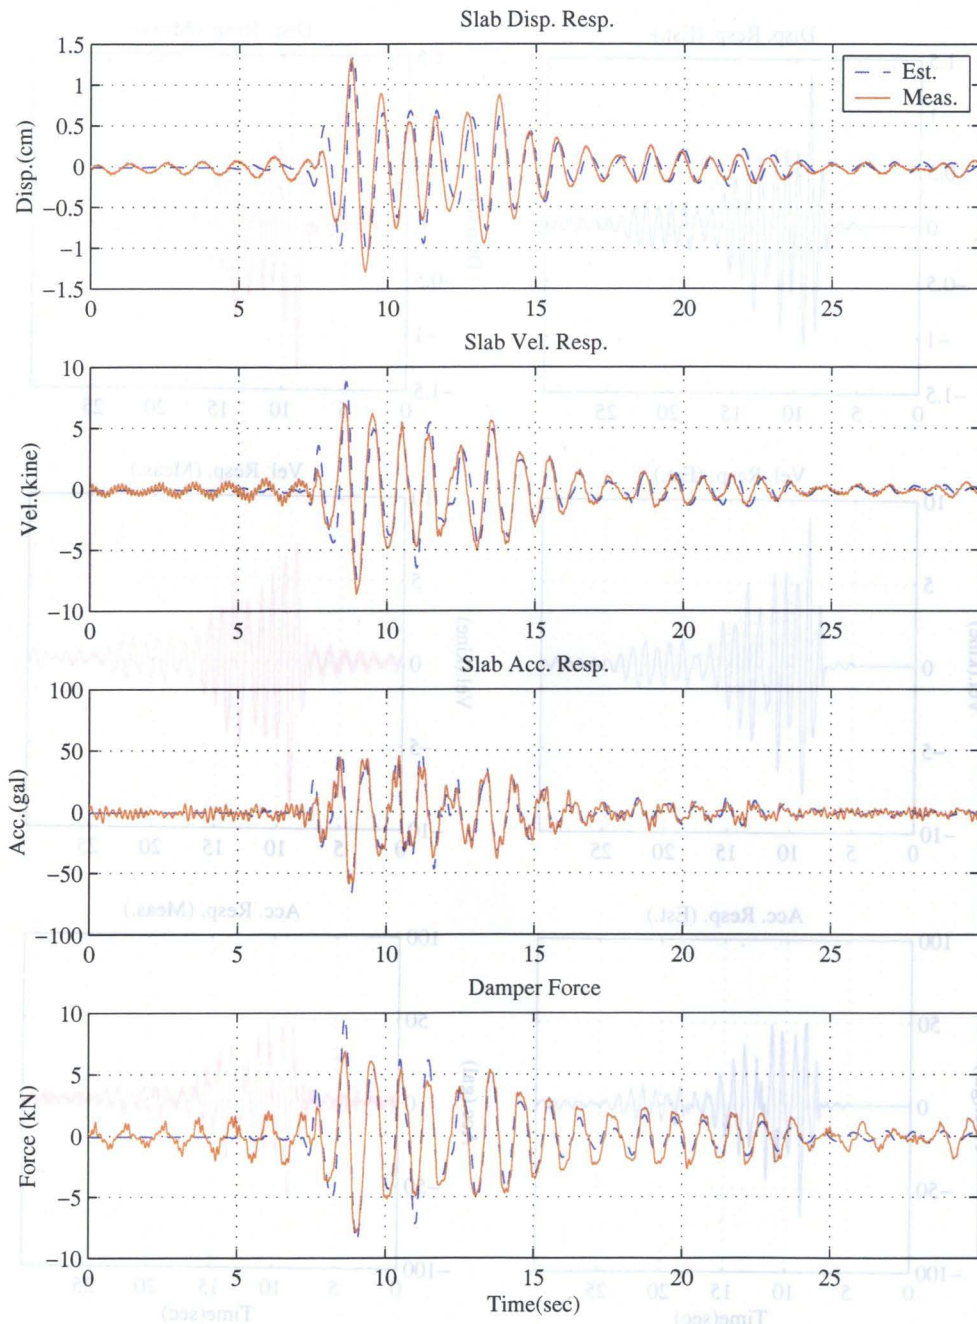 Slab Disp. Resp.
1.5
1
0.5
0
−0.5
−1
−1.5
Disp.(cm)
Est.
Meas.
0 5 10 15 20 25
Slab Vel. Resp.
10
5
0
−5
−10
Vel.(kine)
0 5 10 15 20 25
Slab Acc. Resp.
100
50
0
−50
−100
Acc.(gal)
0 5 10 15 20 25
Damper Force
10
5
0
−5
−10
Force (kN)
0 5 10 15 20 25
Time(sec)